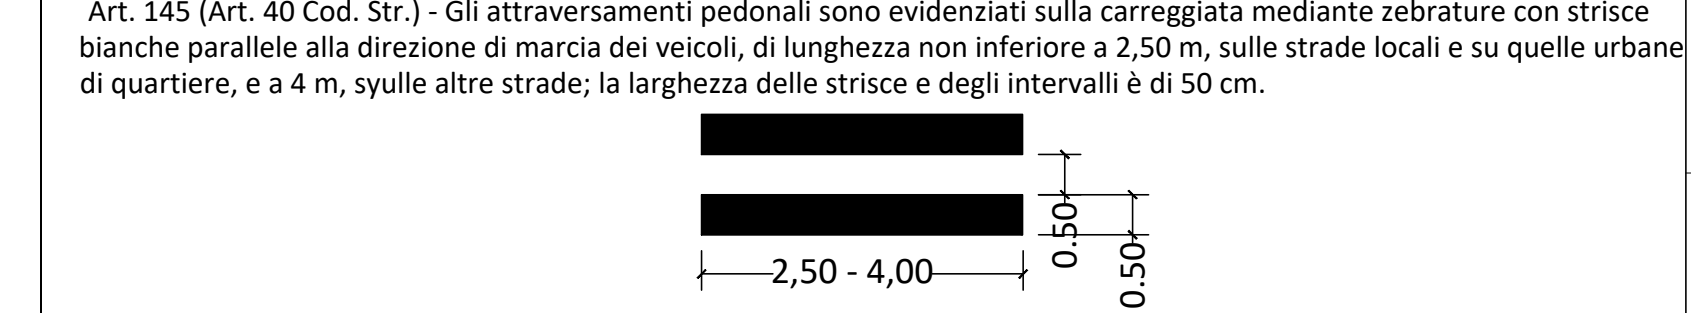 Art. 145 (Art. 40 Cod. Str.) - Gli attraversamenti pedonali sono evidenziati sulla carreggiata mediante zebrature con strisce
bianche parallele alla direzione di marcia dei veicoli, di lunghezza non inferiore a 2,50 m, sulle strade locali e su quelle urbane
di quartiere, e a 4 m, syulle altre strade; la larghezza delle strisce e degli intervalli è di 50 cm.
0.50
0.50
2,50 - 4,00